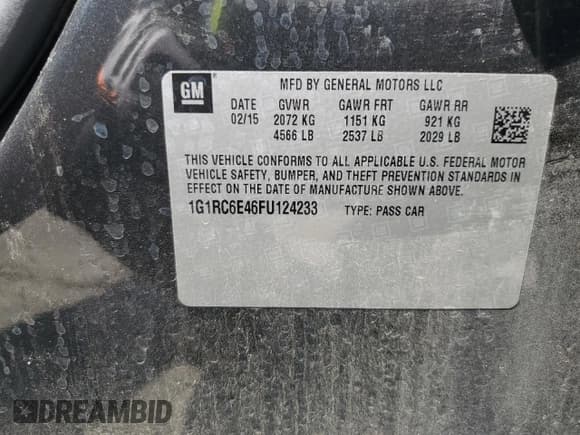 GM
MFD BY GENERAL MOTORS LLC
DATE GVWR GAWR FRT GAWR RR
02/15 2072 KG 1151 KG 921 KG
4566 LB 2537 LB 2029 LB
THIS VEHICLE CONFORMS TO ALL APPLICABLE U.S. FEDERAL MOTOR
VEHICLE SAFETY, BUMPER, AND THEFT PREVENTION STANDARDS IN
EFFECT ON THE DATE OF MANUFACTURE SHOWN ABOVE.
1G1RC6E46FU124233 TYPE: PASS CAR
DREAMBID